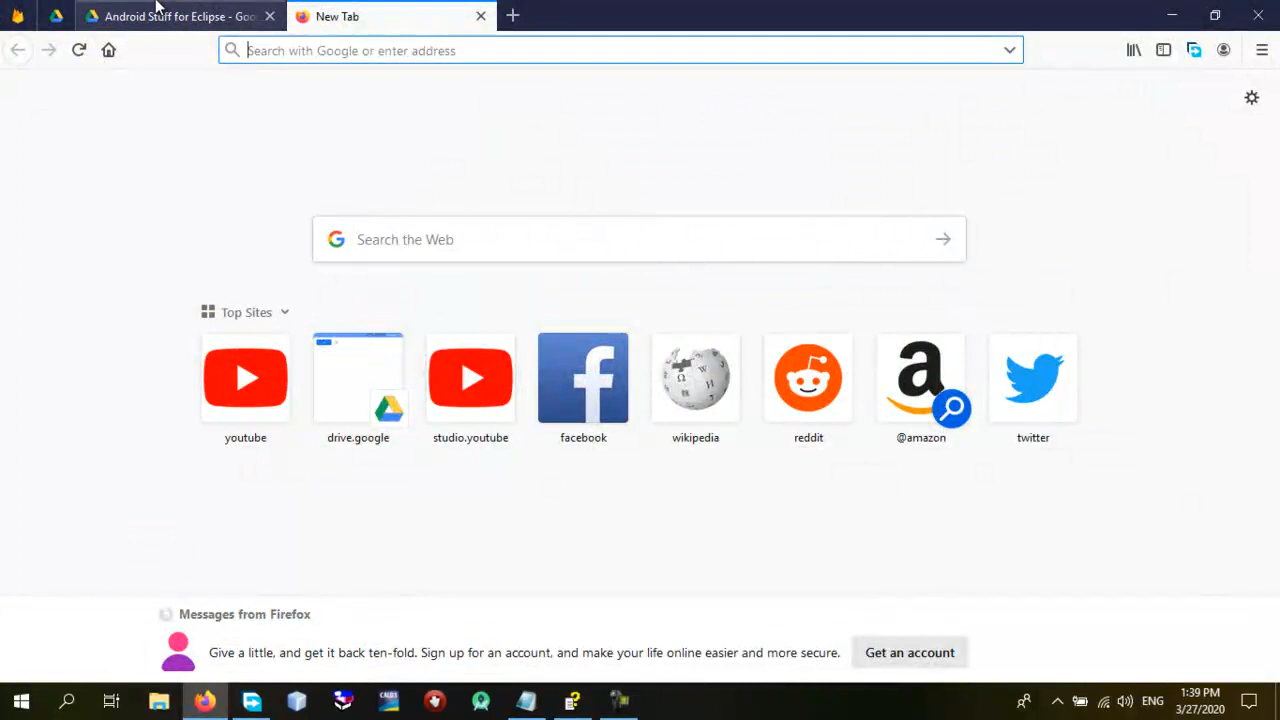 Android Stuff for Eclipse - Goo
New Tab
Search with Google or enter address
Search the Web
Top Sites
youtube
drive.google
studio.youtube
facebook
wikipedia
reddit
@amazon
twitter
Messages from Firefox
Give a little, and get it back ten-fold. Sign up for an account, and make your life online easier and more secure.
Get an account
ENG
1:39 PM
3/27/2020